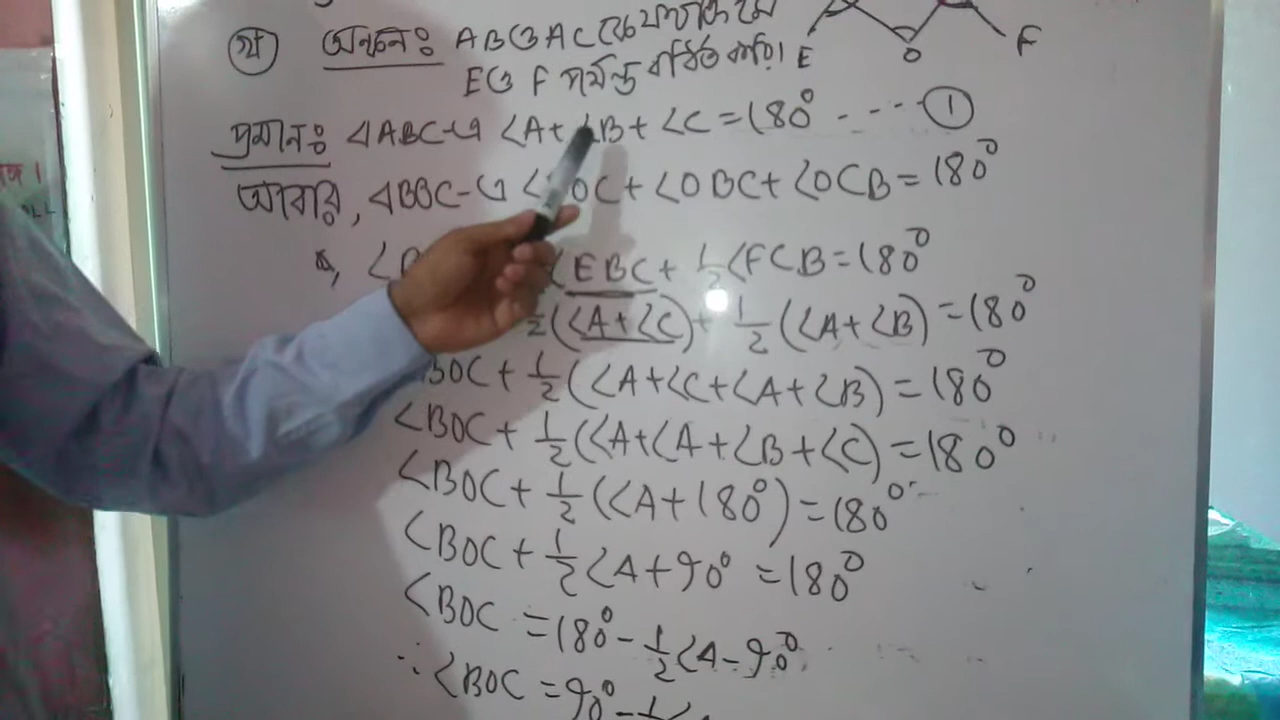 E O F
খ অঙ্কনঃ AB ও AC কে যথাক্রমে
E ও F পর্যন্ত বর্ধিত করি।
প্রমাণঃ ◁ABC-এ ∠A+∠B+∠C=180° ---- ①
আবার, ◁BOC-এ ∠BOC+∠OBC+∠OCB=180°
∠EBC+ 1/2∠FCB=180°
1/2(∠A+∠C)+ 1/2(∠A+∠B)=180°
BOC+ 1/2(∠A+∠C+∠A+∠B)=180°
∠BOC+ 1/2(∠A+∠A+∠B+∠C)=180°
∠BOC+ 1/2(∠A+180°)=180°
∠BOC+ 1/2∠A+90°=180°
∠BOC =180°- 1/2∠A-90°
∴∠BOC =90°- 1/2∠A